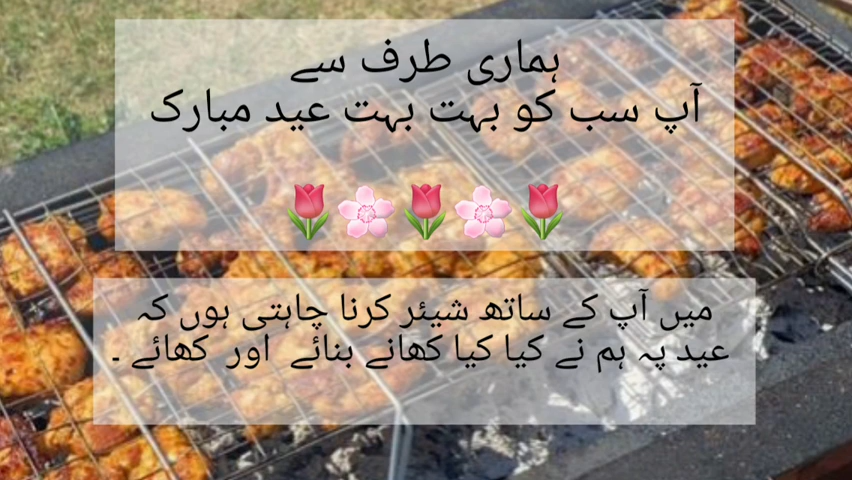 ہماری طرف سے
آپ سب کو بہت بہت عید مبارک
🌷🌸🌷🌸🌷
میں آپ کے ساتھ شیئر کرنا چاہتی ہوں کہ
عید پہ ہم نے کیا کیا کھانے بنائے اور کھائے ۔